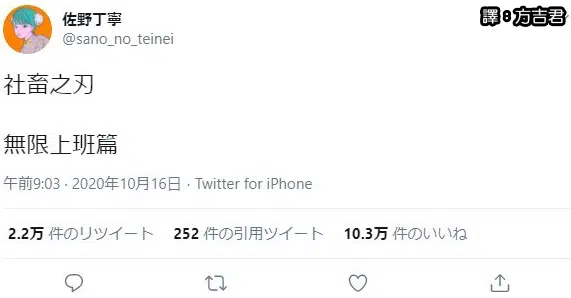 佐野丁寧
譯8方吉君
@sano_no_teinei
社畜之刃
無限上班篇
午前9:03 · 2020年10月16日 · Twitter for iPhone
2.2万 件のリツイート 252 件の引用ツイート 10.3万 件のいいね